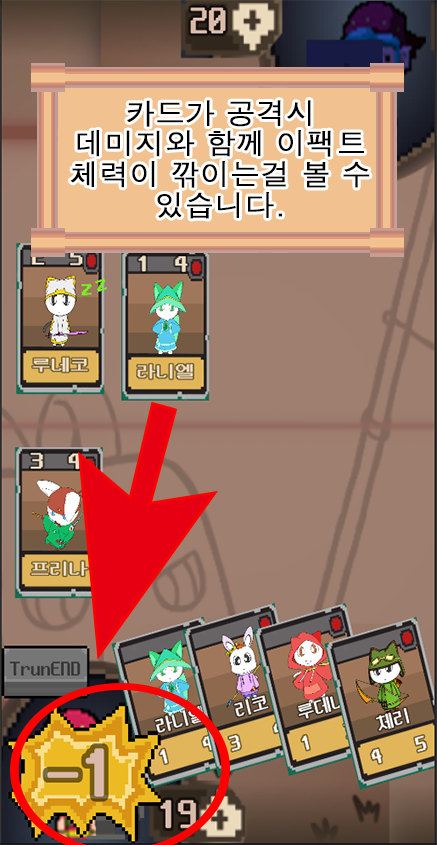 20
카드가 공격시
데미지와 함께 이팩트
체력이 깎이는걸 볼 수
있습니다.
5
1 4
zz
루네코
라니엘
3 4
프리나
TrunEND
라니엘
리코
루데나
체리
1 4
3
1
4 5
-1
19